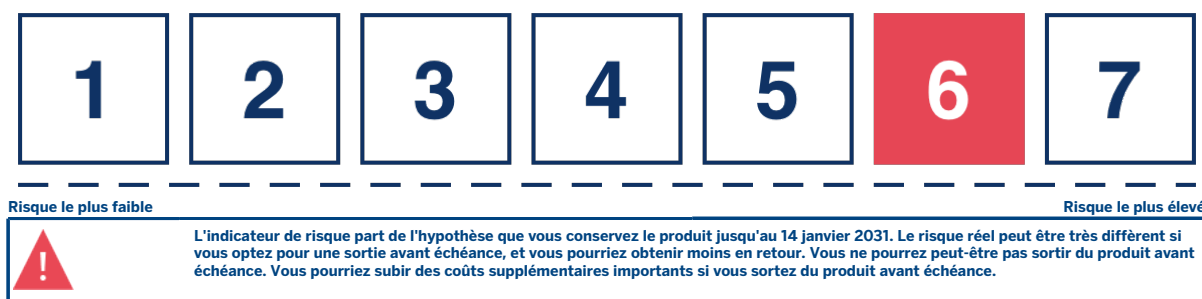 1 2 3 4 5 6 7
Risque le plus faible Risque le plus élevé
L'indicateur de risque part de l'hypothèse que vous conservez le produit jusqu'au 14 janvier 2031. Le risque réel peut être très diffèrent si
vous optez pour une sortie avant échéance, et vous pourriez obtenir moins en retour. Vous ne pourrez peut-être pas sortir du produit avant
échéance. Vous pourriez subir des coûts supplémentaires importants si vous sortez du produit avant échéance.
!